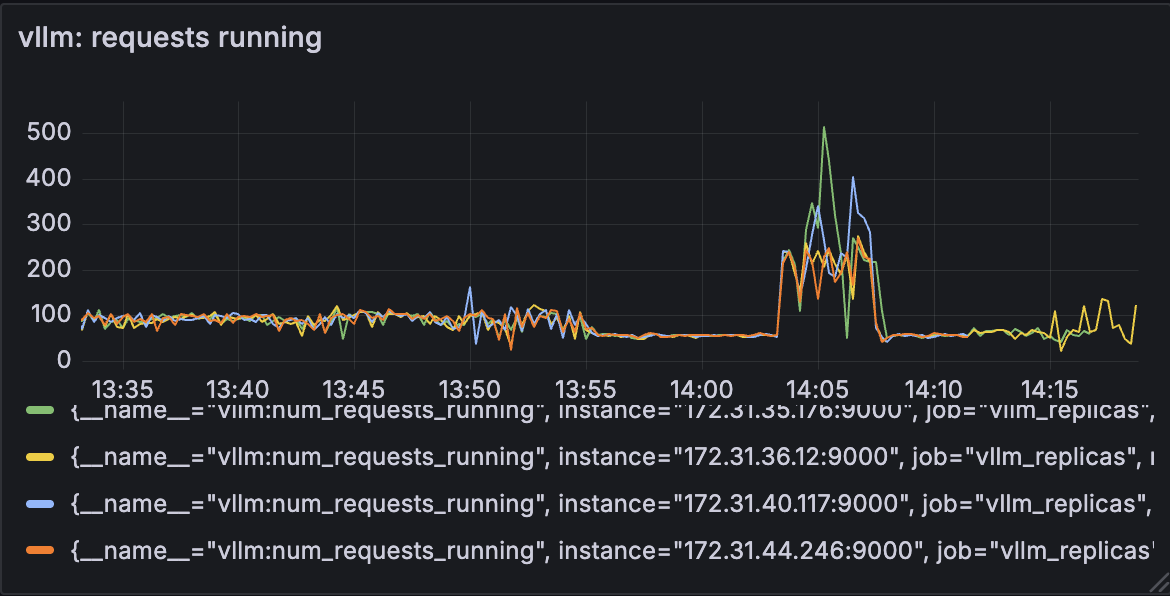 vllm: requests running
500
400
300
200
100
0
13:35 13:40 13:45 13:50 13:55 14:00 14:05 14:10 14:15
{__name__="vllm:num_requests_running", instance="172.31.35.176:9000", job="vllm_replicas",
{__name__="vllm:num_requests_running", instance="172.31.36.12:9000", job="vllm_replicas", r
{__name__="vllm:num_requests_running", instance="172.31.40.117:9000", job="vllm_replicas",
{__name__="vllm:num_requests_running", instance="172.31.44.246:9000", job="vllm_replicas"